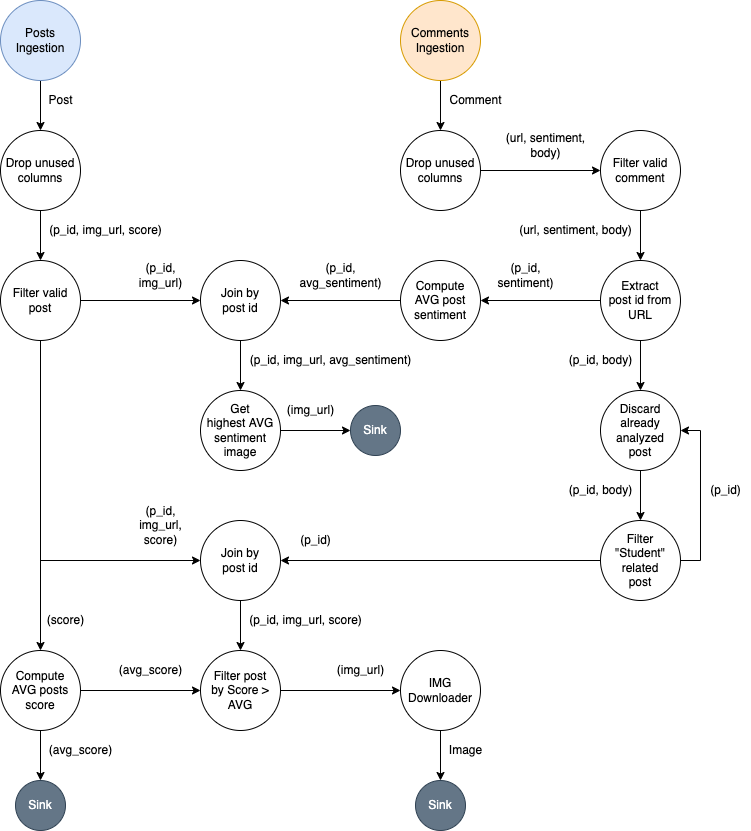 Posts
Ingestion
Comments
Ingestion
Post
Comment
Drop unused
columns
Drop unused
columns
(url, sentiment,
body)
Filter valid
comment
(p_id, img_url, score)
(url, sentiment, body)
Filter valid
post
(p_id,
img_url)
Join by
post id
(p_id,
avg_sentiment)
Compute
AVG post
sentiment
(p_id,
sentiment)
Extract
post id from
URL
(p_id, img_url, avg_sentiment)
(p_id, body)
Get
highest AVG
sentiment
image
(img_url)
Sink
Discard
already
analyzed
post
(p_id, body)
(p_id)
(p_id,
img_url,
score)
Join by
post id
(p_id)
Filter
"Student"
related
post
(score)
(p_id, img_url, score)
Compute
AVG posts
score
(avg_score)
Filter post
by Score >
AVG
(img_url)
IMG
Downloader
(avg_score)
Image
Sink
Sink